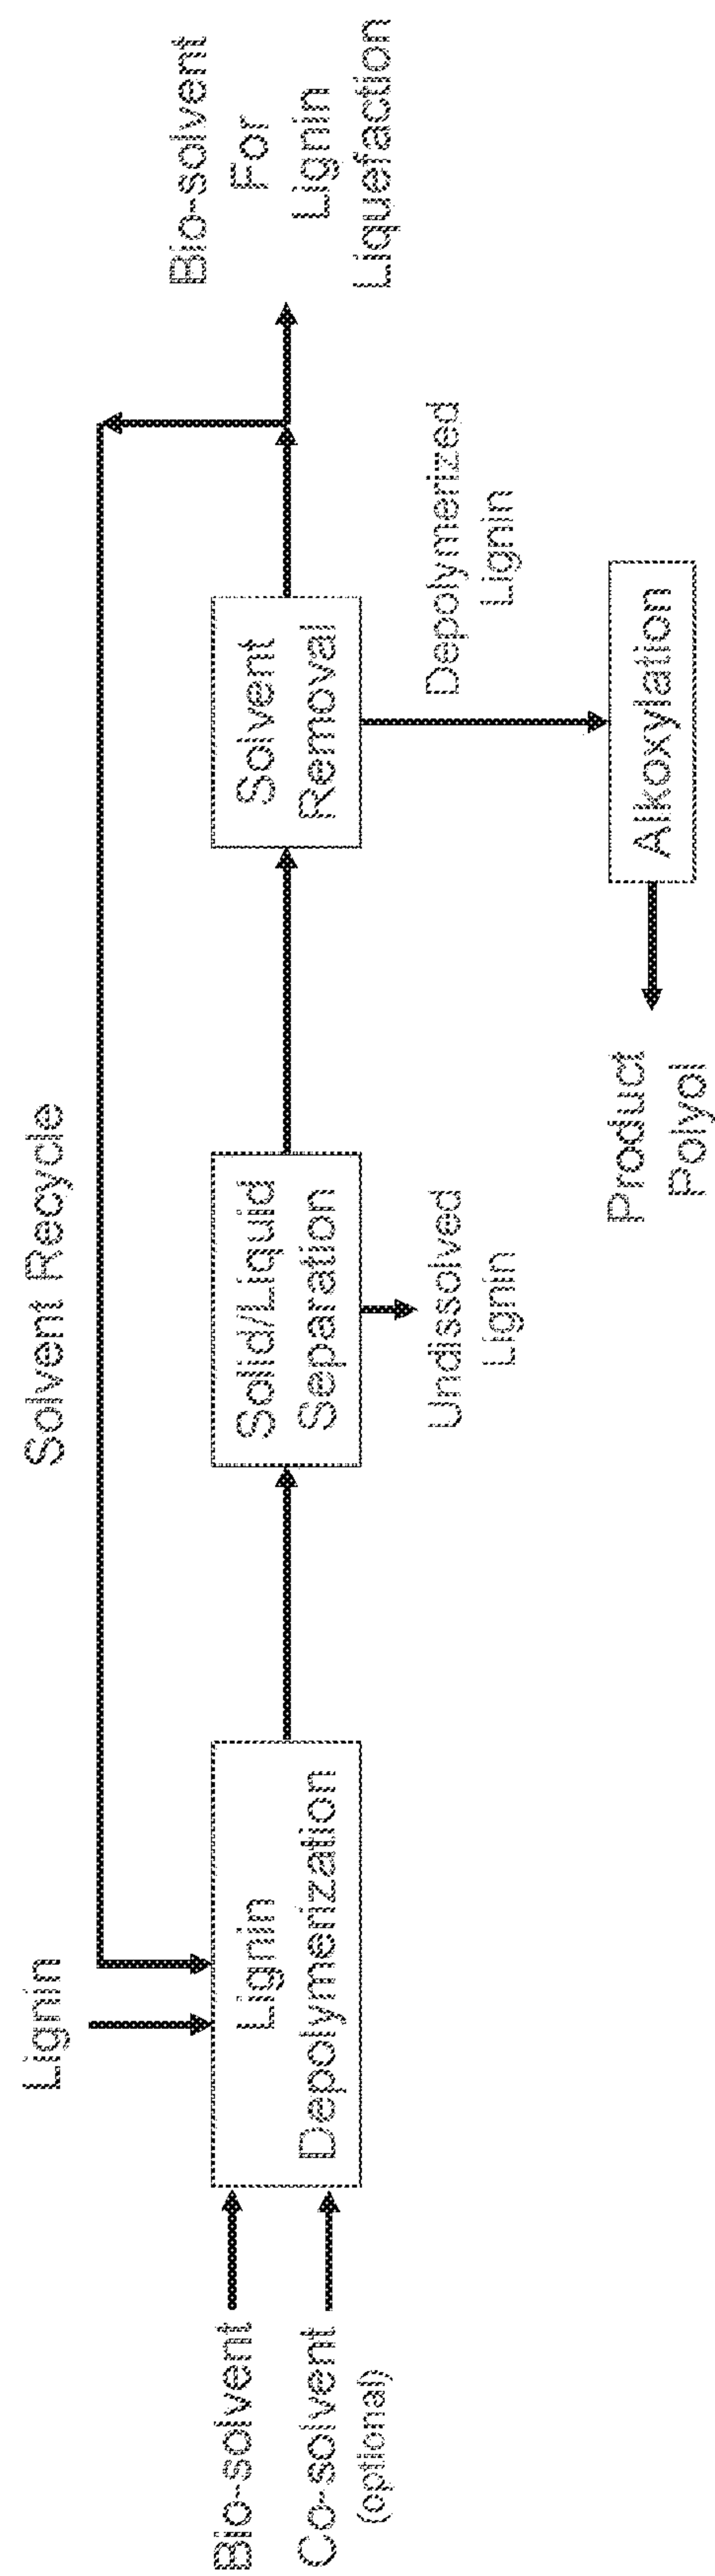 Solvent Recycle
Lignin
Bio-solvent
Co-solvent
(optional)
Lignin
Depolymerization
Solid/Liquid
Separation
Solvent
Removal
Bio-solvent
For
Lignin
Liquefaction
Undissolved
Lignin
Depolymerized
Lignin
Product
Polyol
Alkoxylation